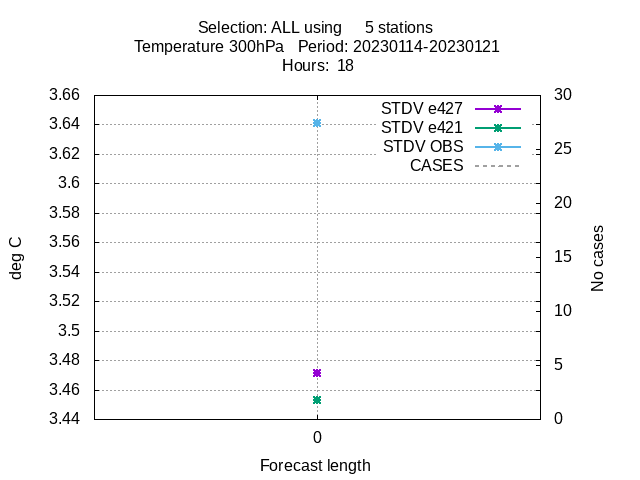 Selection: ALL using 5 stations
Temperature 300hPa Period: 20230114-20230121
Hours: 18
3.66
3.64
3.62
3.6
3.58
3.56
3.54
3.52
3.5
3.48
3.46
3.44
deg C
STDV e427
STDV e421
STDV OBS
CASES
30
25
20
15
10
5
0
No cases
0
Forecast length